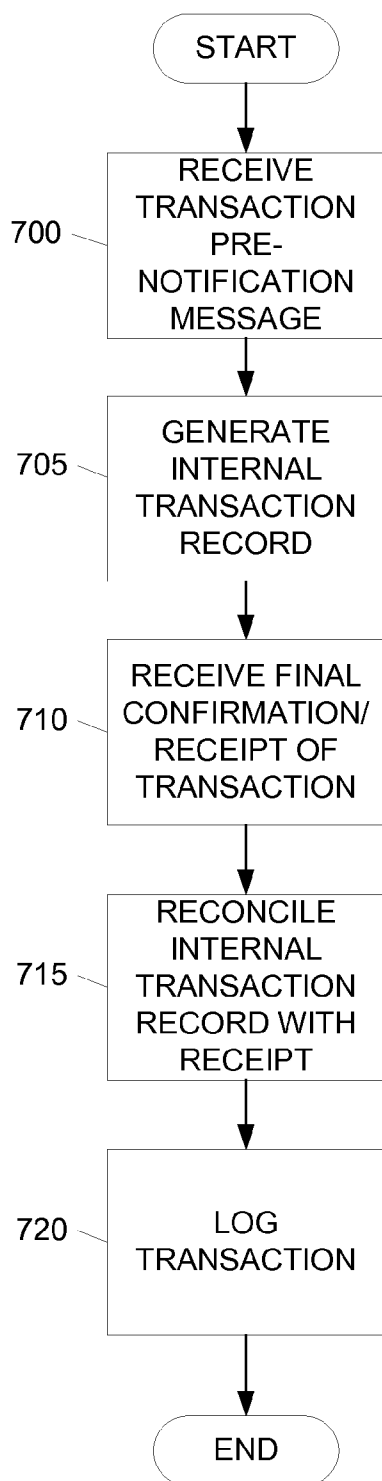 START
700
RECEIVE
TRANSACTION
PRE-
NOTIFICATION
MESSAGE
705
GENERATE
INTERNAL
TRANSACTION
RECORD
710
RECEIVE FINAL
CONFIRMATION/
RECEIPT OF
TRANSACTION
715
RECONCILE
INTERNAL
TRANSACTION
RECORD WITH
RECEIPT
720
LOG
TRANSACTION
END